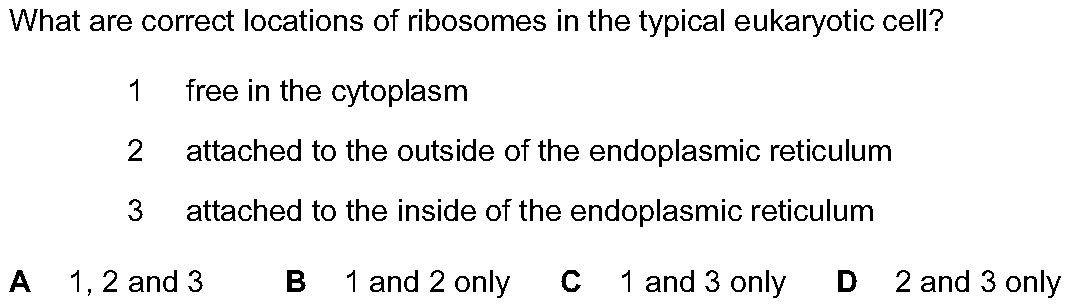 What are correct locations of ribosomes in the typical eukaryotic cell?
1 free in the cytoplasm
2 attached to the outside of the endoplasmic reticulum
3 attached to the inside of the endoplasmic reticulum
A 1, 2 and 3 B 1 and 2 only C 1 and 3 only D 2 and 3 only